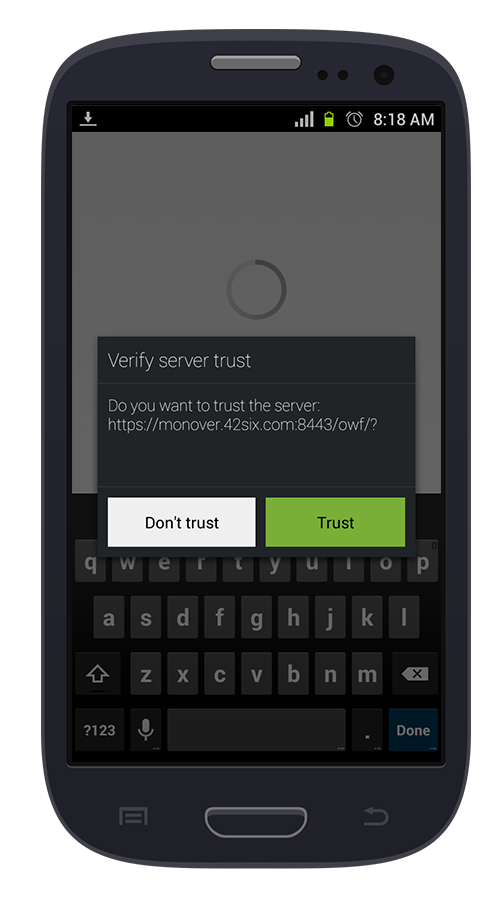 8:18 AM
Verify server trust
Do you want to trust the server:
https://monover.42six.com:8443/owf/?
Don't trust
Trust
q w e r t y u i o p
a s d f g h j k l
z x c v b n m
?123 . Done